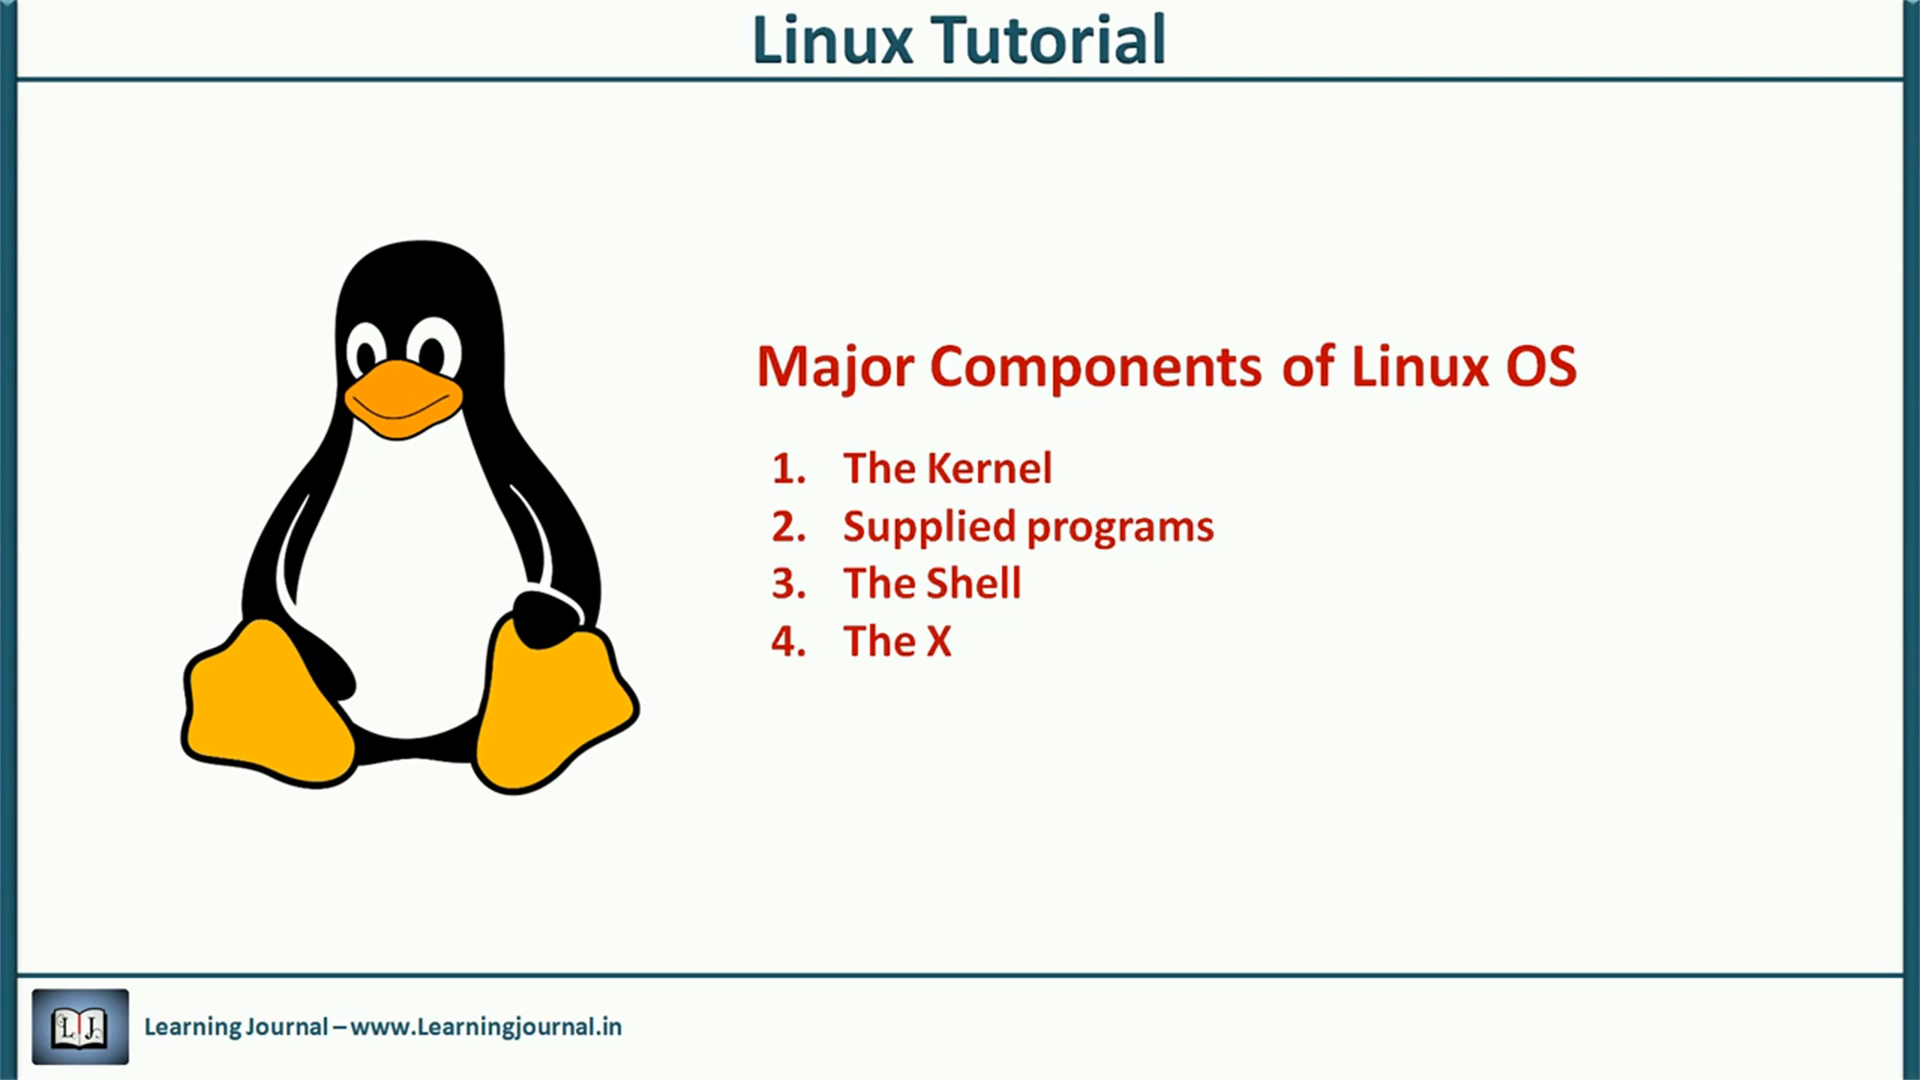 Linux Tutorial
Major Components of Linux OS
1. The Kernel
2. Supplied programs
3. The Shell
4. The X
L J
Learning Journal – www.Learningjournal.in